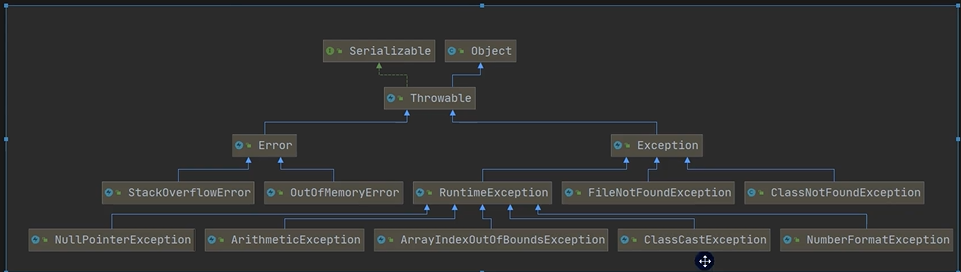 Serializable Object
Throwable
Error Exception
StackOverflowError OutOfMemoryError RuntimeException FileNotFoundException ClassNotFoundException
NullPointerException ArithmeticException ArrayIndexOutOfBoundsException ClassCastException NumberFormatException